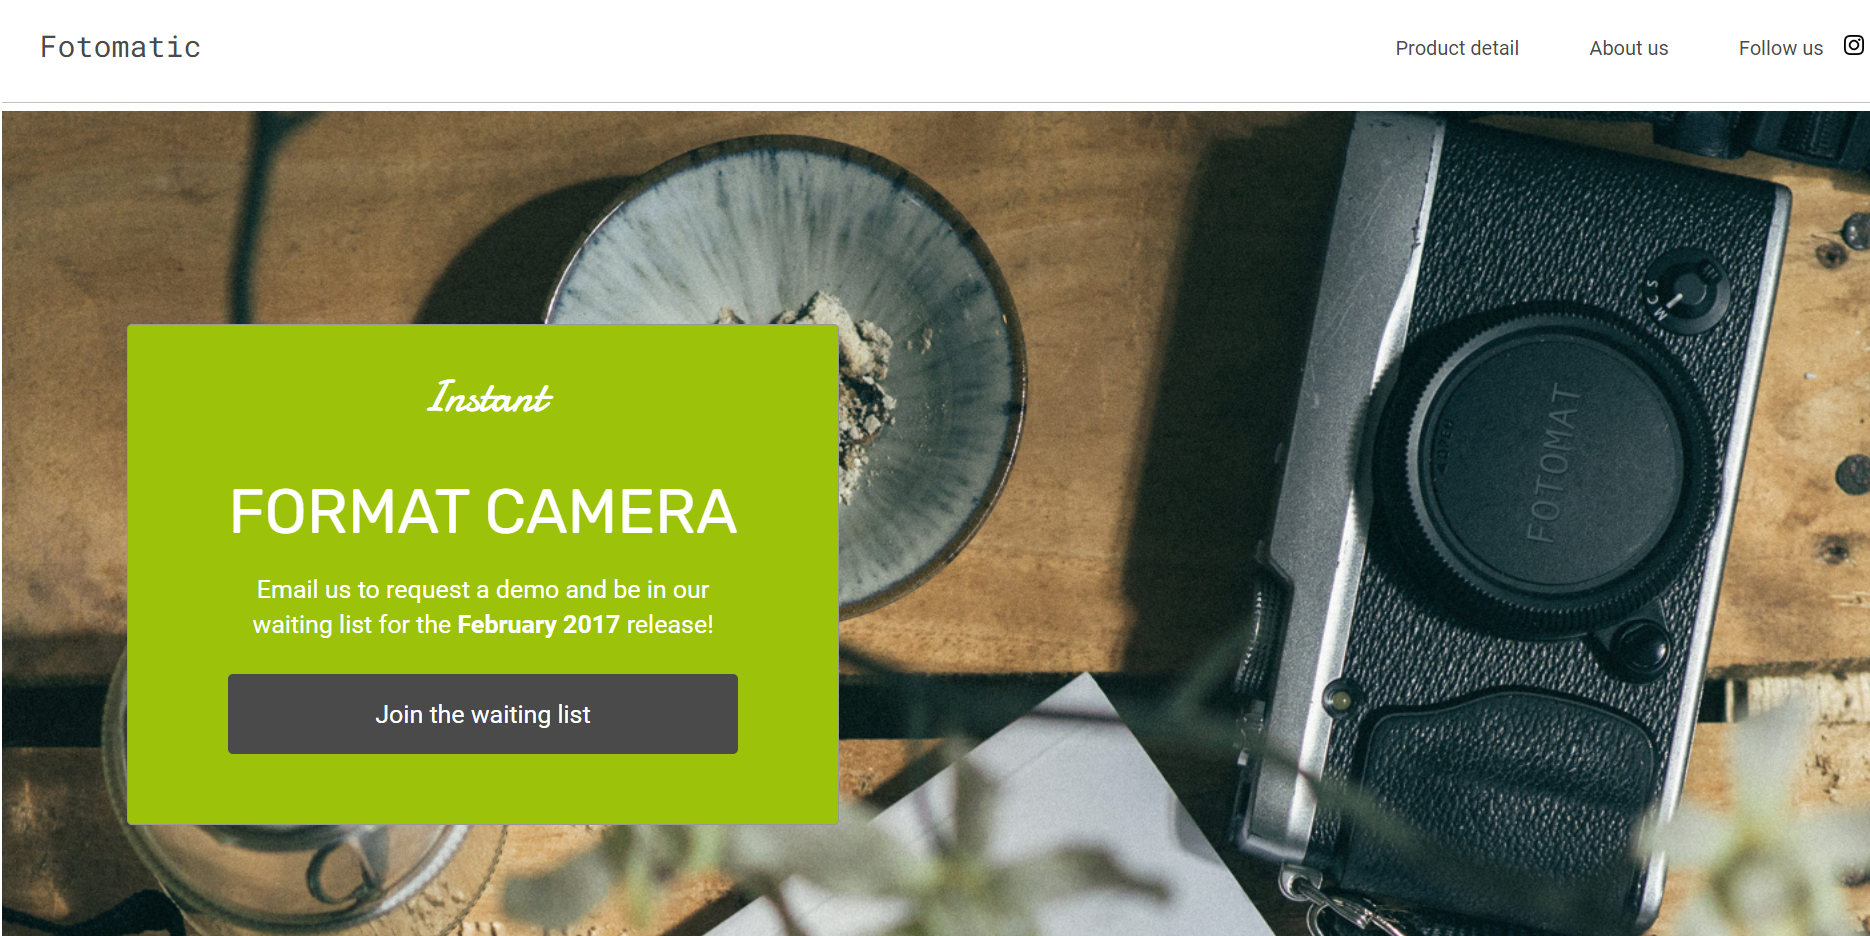 Fotomatic
Product detail
About us
Follow us
Instant
FORMAT CAMERA
Email us to request a demo and be in our
waiting list for the February 2017 release!
Join the waiting list
FOTOMAT
M C S